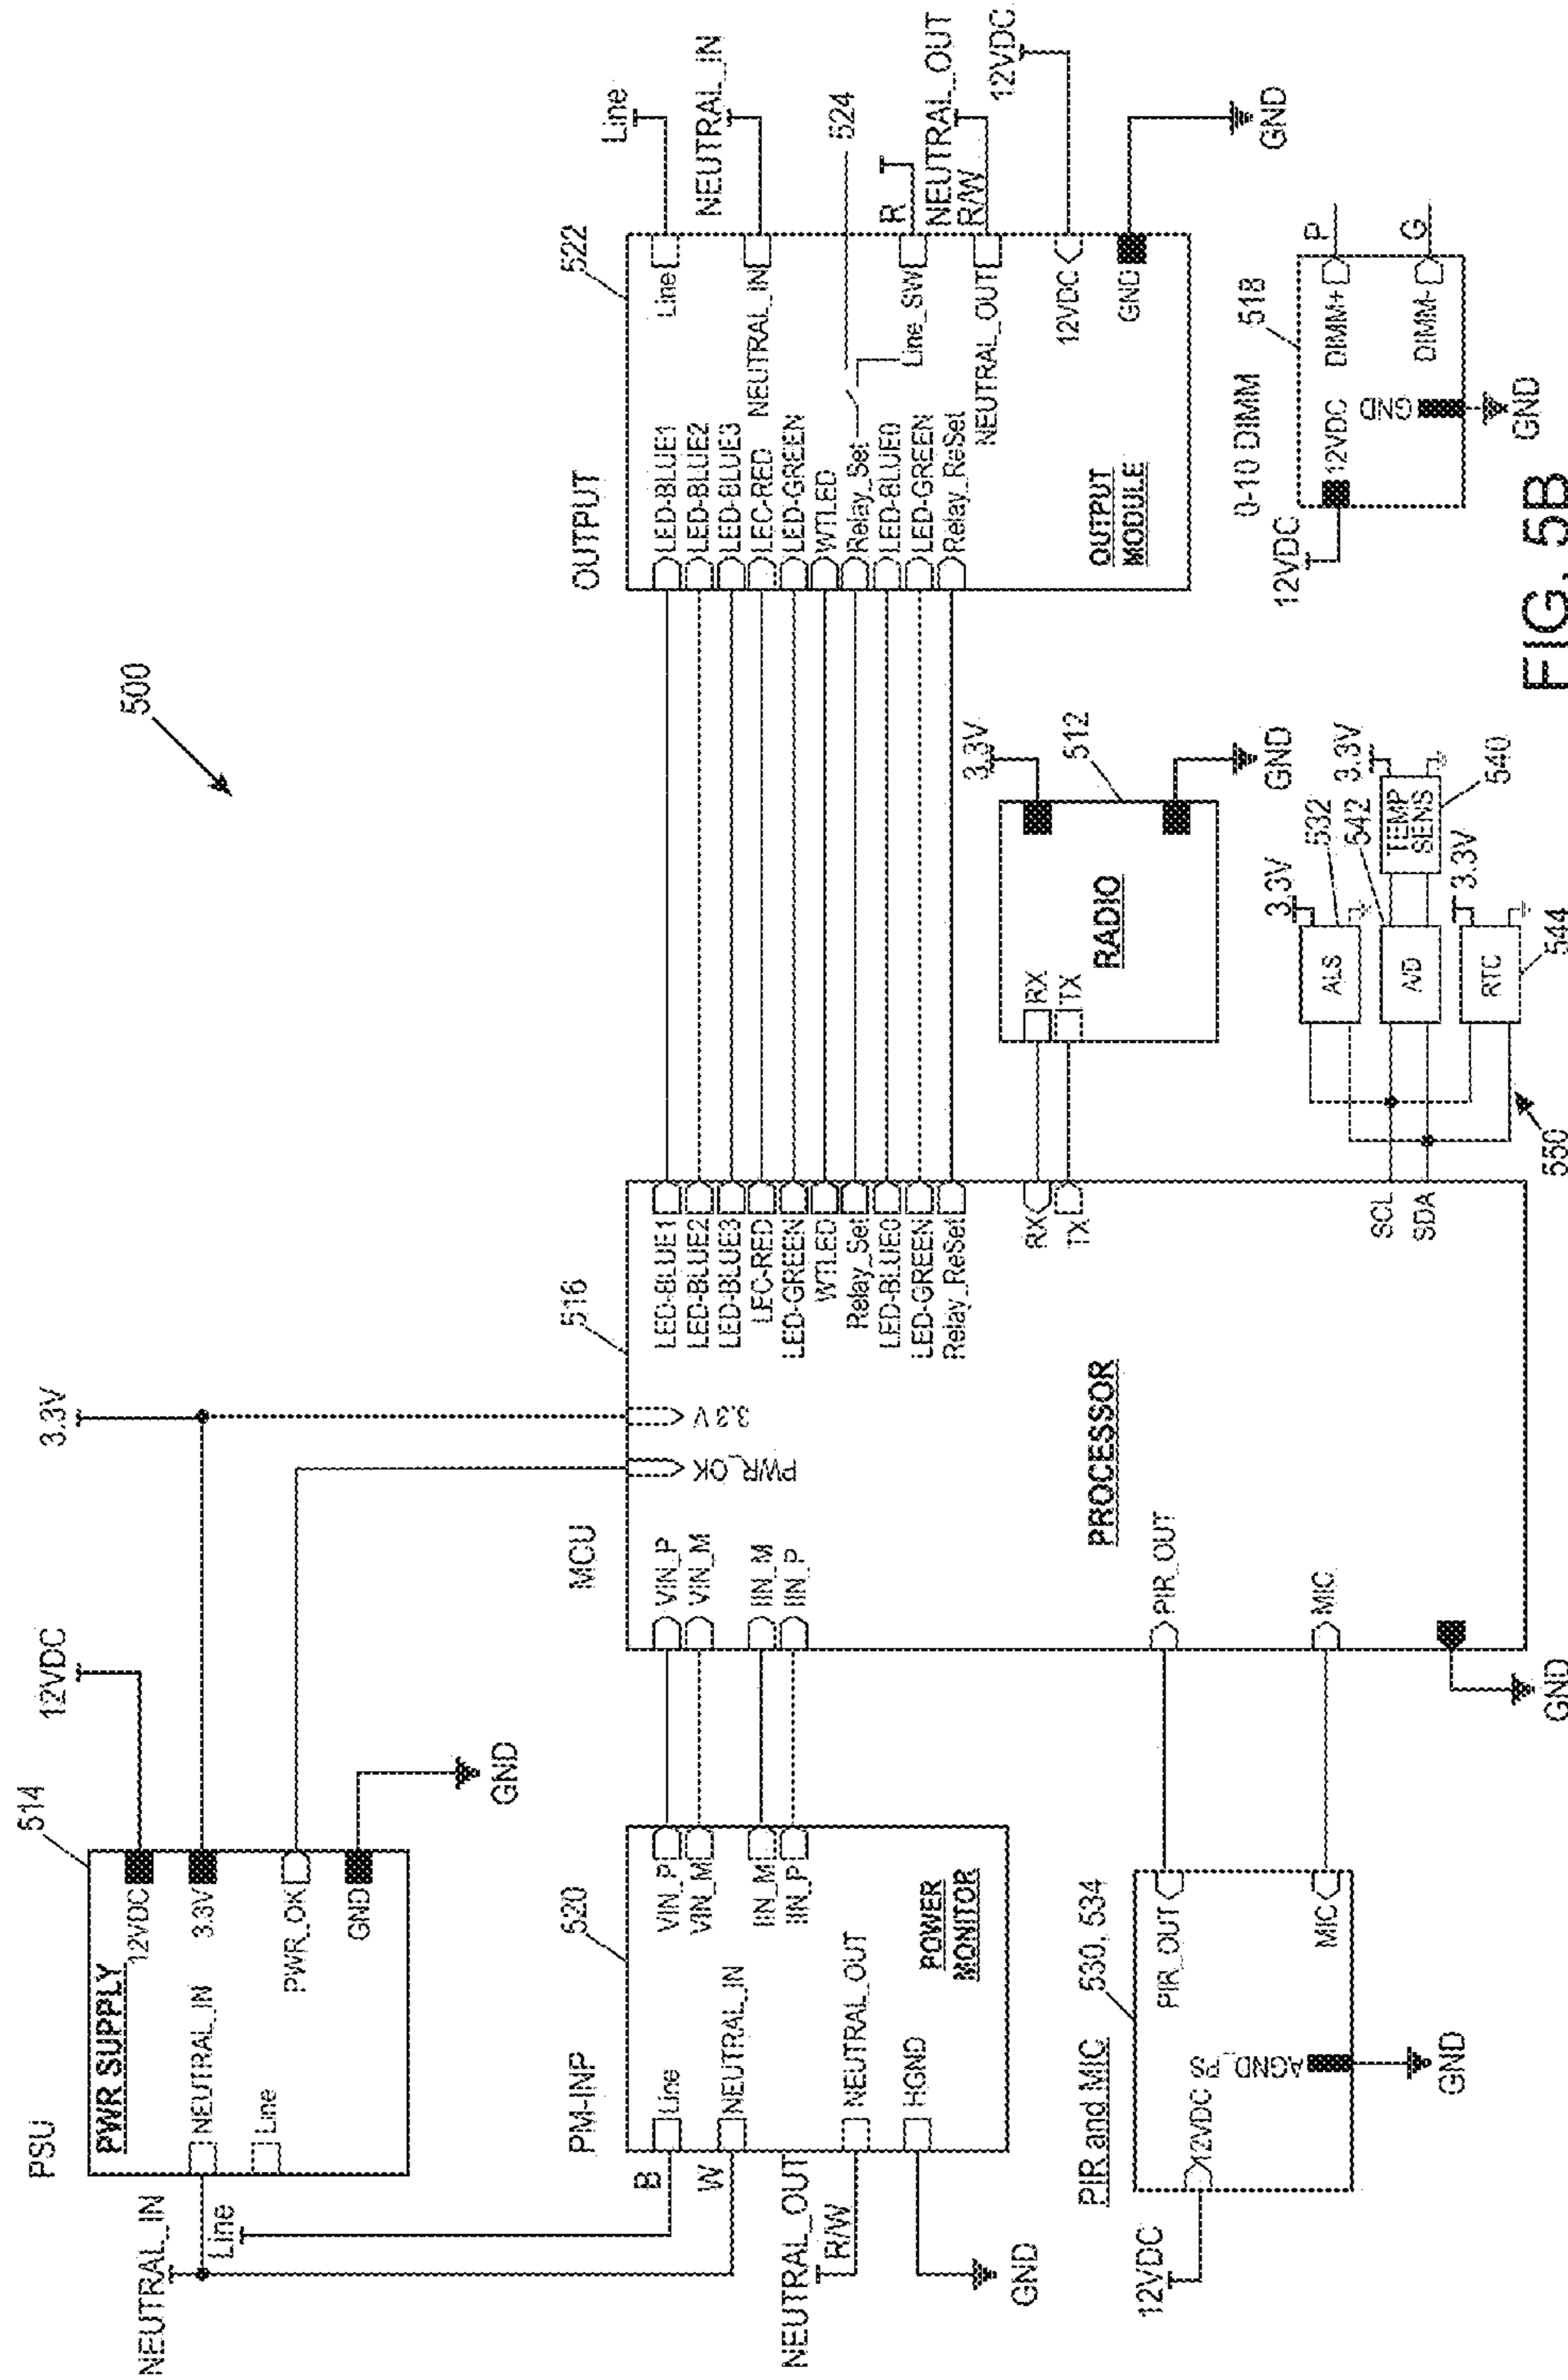 500
PSU
514
PWR SUPPLY
NEUTRAL_IN
Line
12VDC
3.3V
PWR_OK
GND
NEUTRAL_IN
Line
12VDC
3.3V
GND
PM-INP
520
B
W
NEUTRAL_OUT
R/W
GND
Line
NEUTRAL_IN
NEUTRAL_OUT
HGND
VIN_P
VIN_M
IIN_M
IIN_P
POWER
MONITOR
PIR and MIC
530, 534
12VDC
12VDC
AGND_PS
PIR_OUT
MIC
GND
MCU
516
VIN_P
VIN_M
IIN_M
IIN_P
PWR_OK
3.3 V
PIR_OUT
MIC
GND
PROCESSOR
LED-BLUE1
LED-BLUE2
LED-BLUE3
LEC-RED
LED-GREEN
WTLED
Relay_Set
LED-BLUE0
LED-GREEN
Relay_ReSet
RX
TX
SCL
SDA
RX
TX
RADIO
512
3.3V
GND
ALS
A/D
RTC
TEMP
SENS
3.3V
532
542
3.3V
540
3.3V
544
550
OUTPUT
522
LED-BLUE1
LED-BLUE2
LED-BLUE3
LEC-RED
LED-GREEN
WTLED
Relay_Set
LED-BLUE0
LED-GREEN
Relay_ReSet
OUTPUT
MODULE
Line
NEUTRAL_IN
Line_SW
NEUTRAL_OUT
12VDC
GND
Line
NEUTRAL_IN
524
R
NEUTRAL_OUT
R/W
12VDC
GND
0-10 DIMM
518
12VDC
12VDC
GND
DIMM+
DIMM-
P
G
GND
FIG. 5B